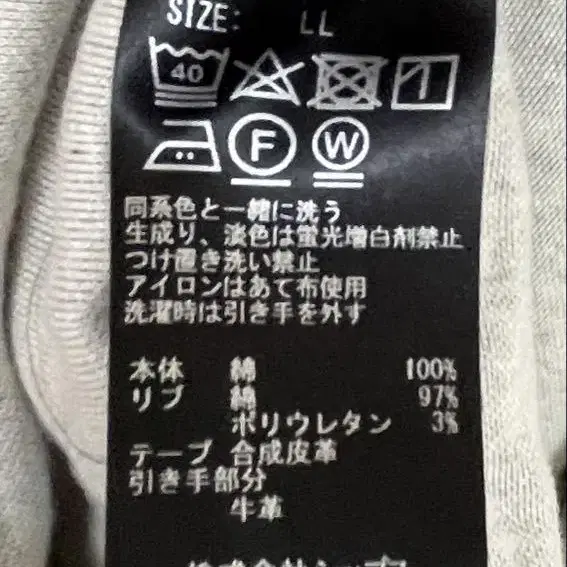 SIZE: LL
40
F W
同系色と一緒に洗う
生成り、淡色は蛍光増白剤禁止
つけ置き洗い禁止
アイロンはあて布使用
洗濯時は引き手を外す
本体 綿 100%
リブ 綿 97%
ポリウレタン 3%
テープ 合成皮革
引き手部分
牛革